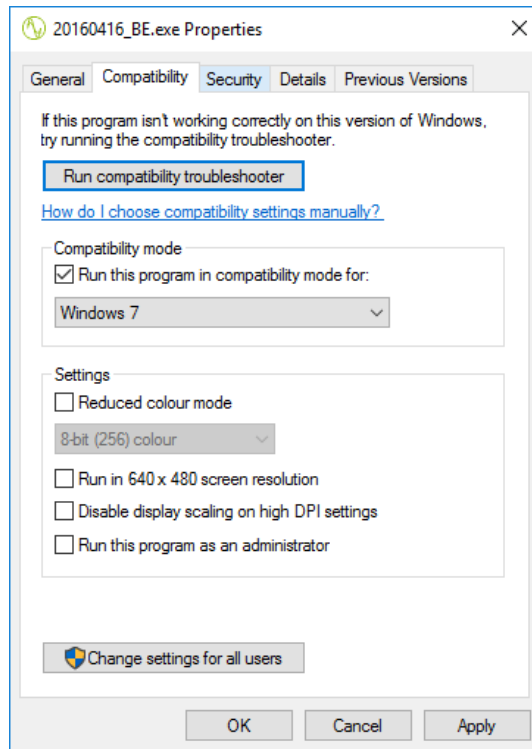 20160416_BE.exe Properties
General Compatibility Security Details Previous Versions
If this program isn't working correctly on this version of Windows,
try running the compatibility troubleshooter.
Run compatibility troubleshooter
How do I choose compatibility settings manually?
Compatibility mode
Run this program in compatibility mode for:
Windows 7
Settings
Reduced colour mode
8-bit (256) colour
Run in 640 x 480 screen resolution
Disable display scaling on high DPI settings
Run this program as an administrator
Change settings for all users
OK Cancel Apply